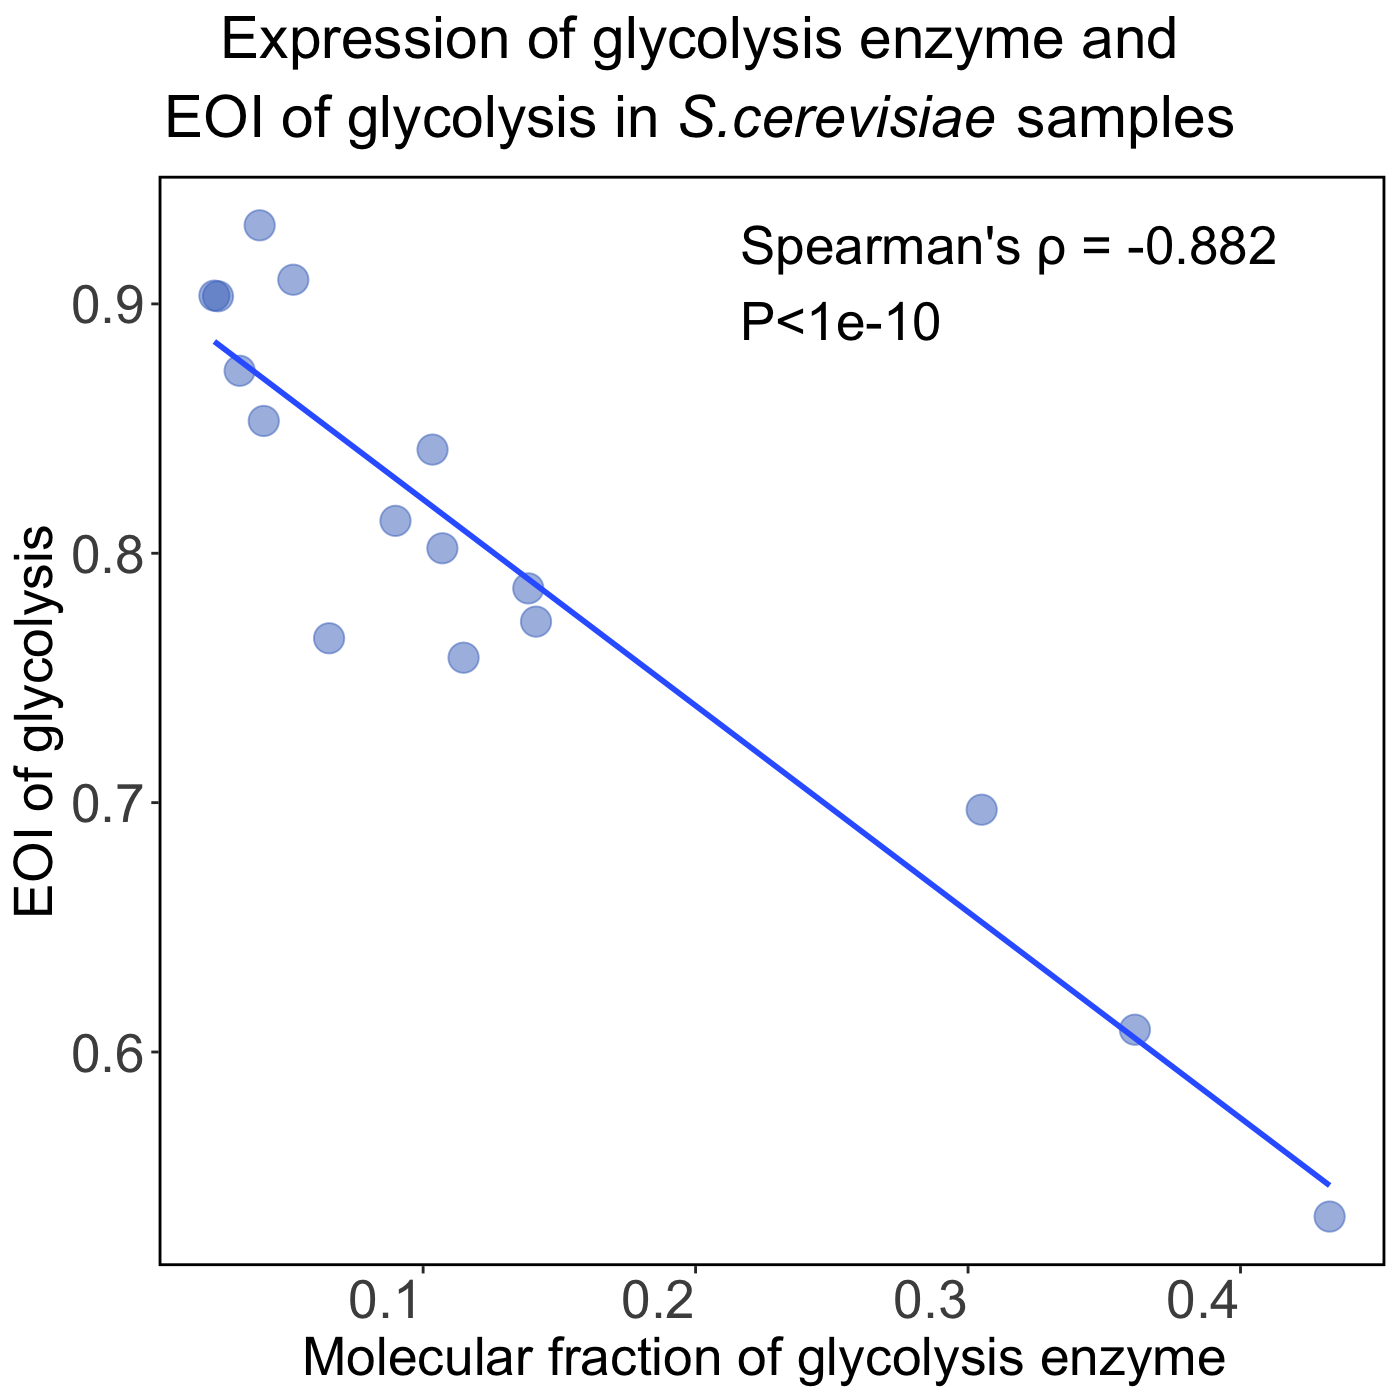 Expression of glycolysis enzyme and
EOI of glycolysis in S.cerevisiae samples
Spearman's ρ = -0.882
P<1e-10
EOI of glycolysis
0.9
0.8
0.7
0.6
0.1 0.2 0.3 0.4
Molecular fraction of glycolysis enzyme